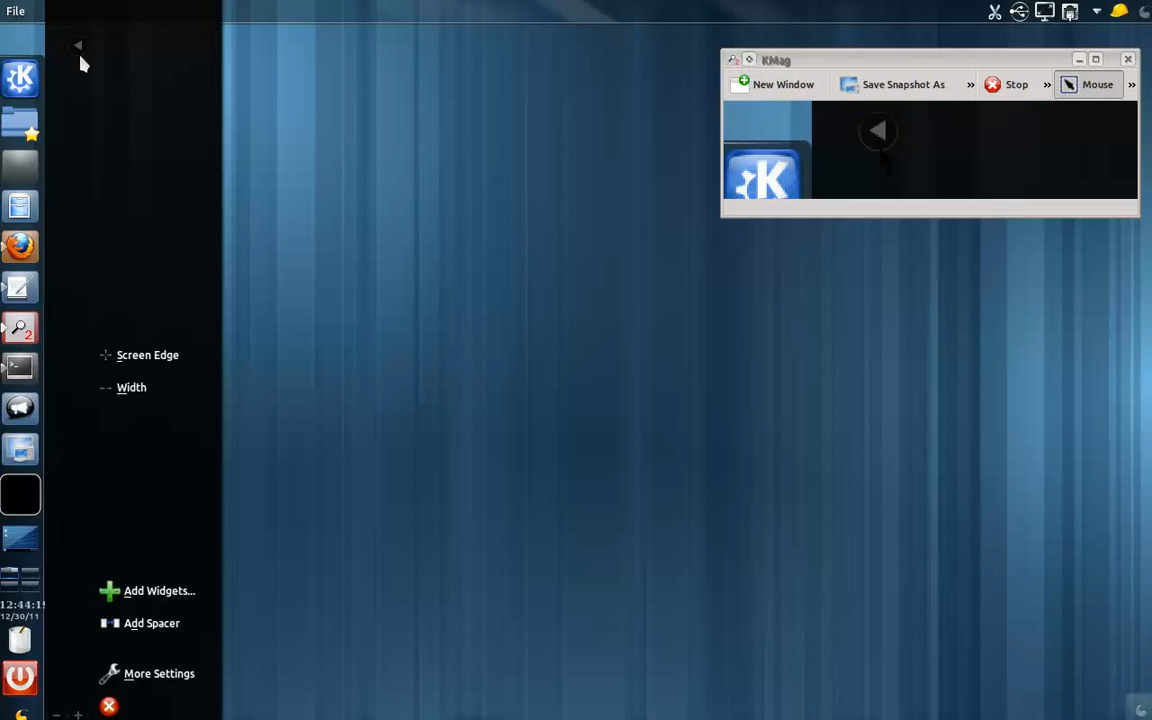 File
KMag
New Window
Save Snapshot As
»
Stop
»
Mouse
»
Screen Edge
Width
Add Widgets...
Add Spacer
More Settings
2
12:44:1
12/30/11